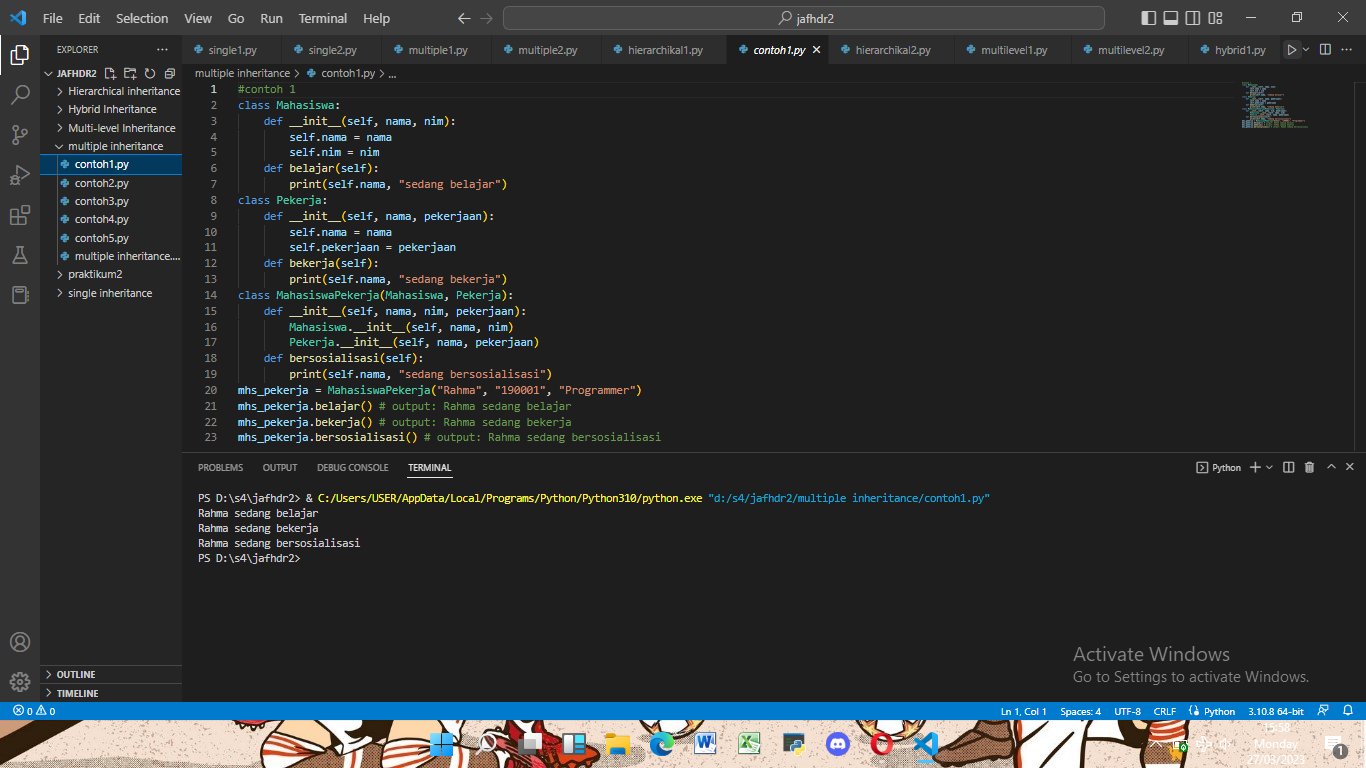 File Edit Selection View Go Run Terminal Help
jafhdr2
EXPLORER
single1.py single2.py multiple1.py multiple2.py hierarchikal1.py contoh1.py hierarchikal2.py multilevel1.py multilevel2.py hybrid1.py
JAFHDR2
Hierarchical inheritance
Hybrid Inheritance
Multi-level Inheritance
multiple inheritance
contoh1.py
contoh2.py
contoh3.py
contoh4.py
contoh5.py
multiple inheritance....
praktikum2
single inheritance
OUTLINE
TIMELINE
multiple inheritance > contoh1.py > ...
1 #contoh 1
2 class Mahasiswa:
3 def __init__(self, nama, nim):
4 self.nama = nama
5 self.nim = nim
6 def belajar(self):
7 print(self.nama, "sedang belajar")
8 class Pekerja:
9 def __init__(self, nama, pekerjaan):
10 self.nama = nama
11 self.pekerjaan = pekerjaan
12 def bekerja(self):
13 print(self.nama, "sedang bekerja")
14 class MahasiswaPekerja(Mahasiswa, Pekerja):
15 def __init__(self, nama, nim, pekerjaan):
16 Mahasiswa.__init__(self, nama, nim)
17 Pekerja.__init__(self, nama, pekerjaan)
18 def bersosialisasi(self):
19 print(self.nama, "sedang bersosialisasi")
20 mhs_pekerja = MahasiswaPekerja("Rahma", "190001", "Programmer")
21 mhs_pekerja.belajar() # output: Rahma sedang belajar
22 mhs_pekerja.bekerja() # output: Rahma sedang bekerja
23 mhs_pekerja.bersosialisasi() # output: Rahma sedang bersosialisasi
PROBLEMS OUTPUT DEBUG CONSOLE TERMINAL
Python
PS D:\s4\jafhdr2> & C:/Users/USER/AppData/Local/Programs/Python/Python310/python.exe "d:/s4/jafhdr2/multiple inheritance/contoh1.py"
Rahma sedang belajar
Rahma sedang bekerja
Rahma sedang bersosialisasi
PS D:\s4\jafhdr2>
Activate Windows
Go to Settings to activate Windows.
0 0
Ln 1, Col 1 Spaces: 4 UTF-8 CRLF Python 3.10.8 64-bit
15:58
Monday
27/03/2023
1